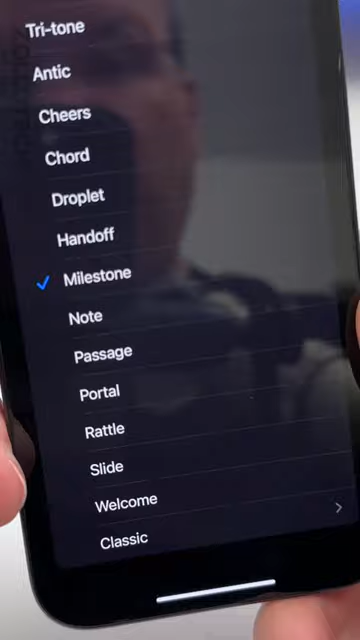 Tri-tone
Antic
Cheers
Chord
Droplet
Handoff
Milestone
Note
Passage
Portal
Rattle
Slide
Welcome
Classic